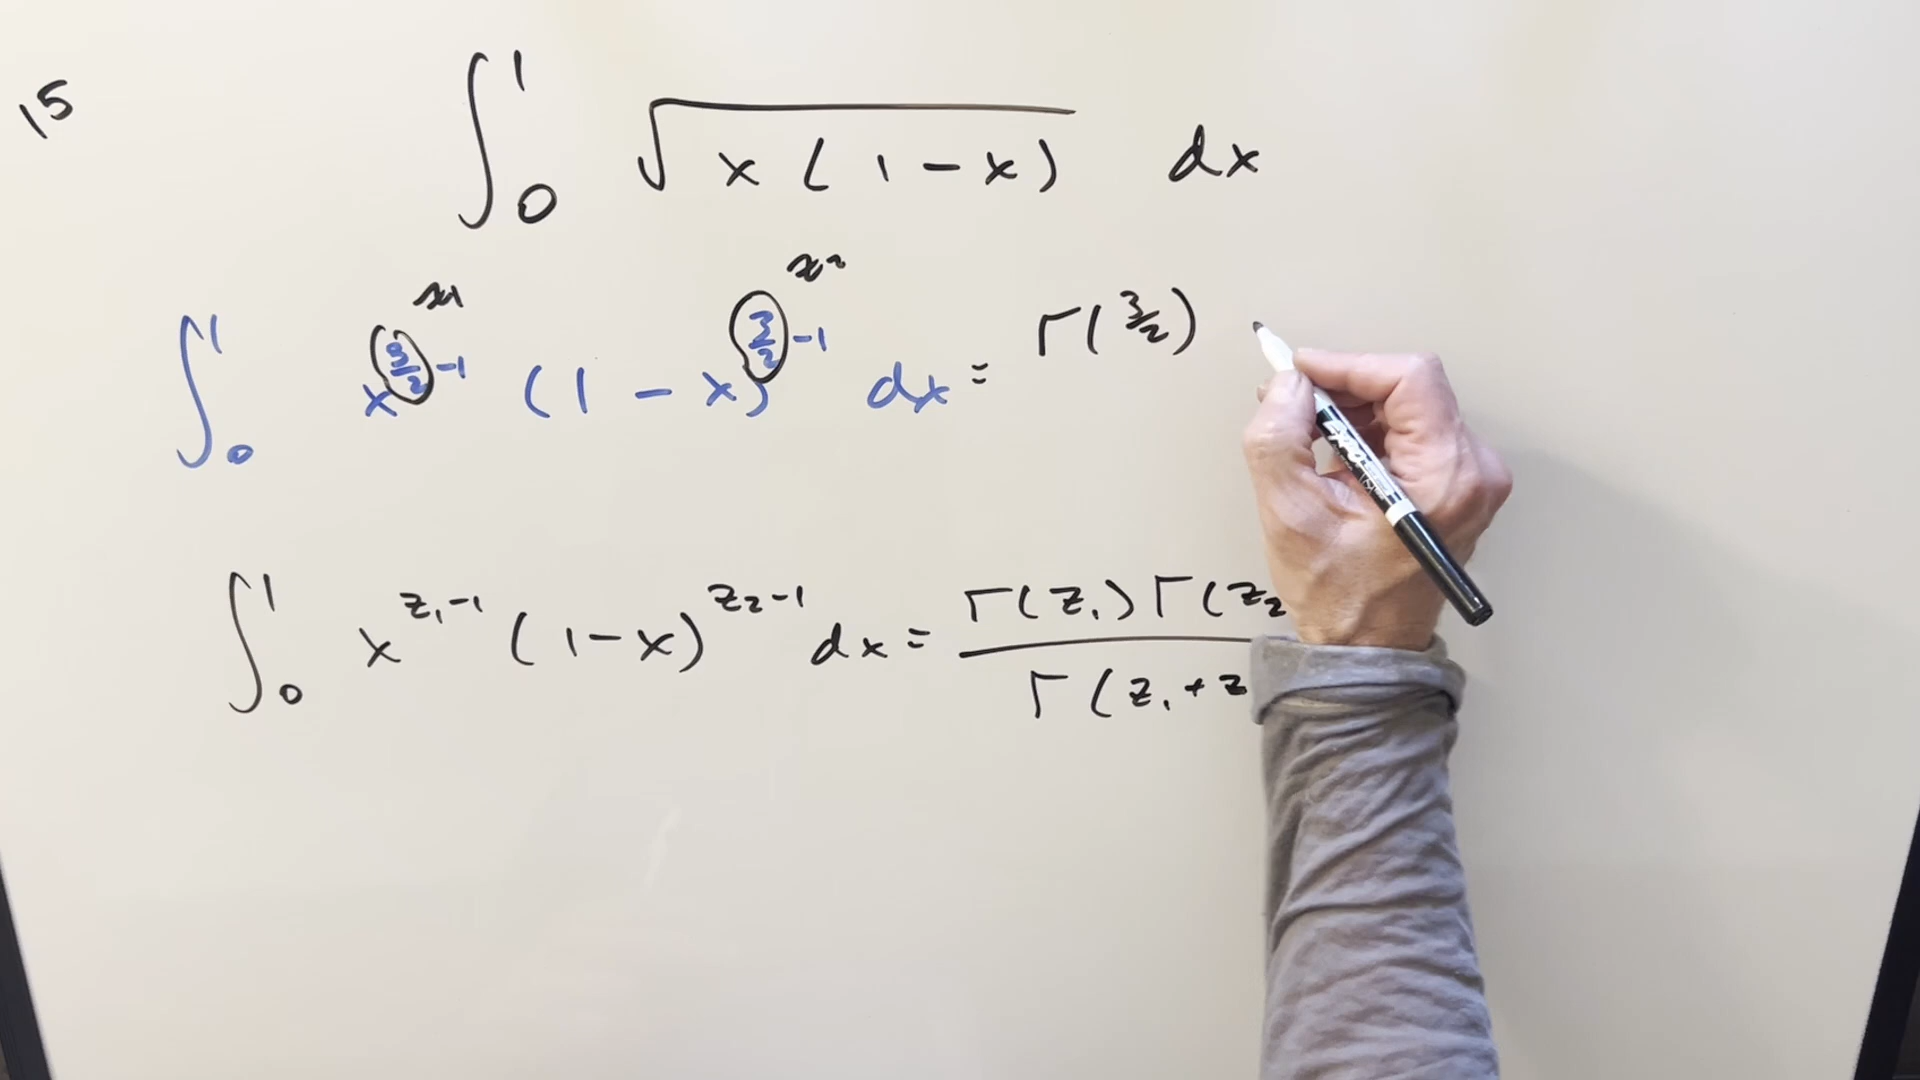 15
∫₀¹ √x(1-x) dx
z1 z2
∫₀¹ x^(3/2 -1) (1-x)^(3/2 -1) dx = Γ(3/2)
EXPO
∫₀¹ x^(z₁-1) (1-x)^(z₂-1) dx = Γ(z₁)Γ(z₂ / Γ(z₁+z